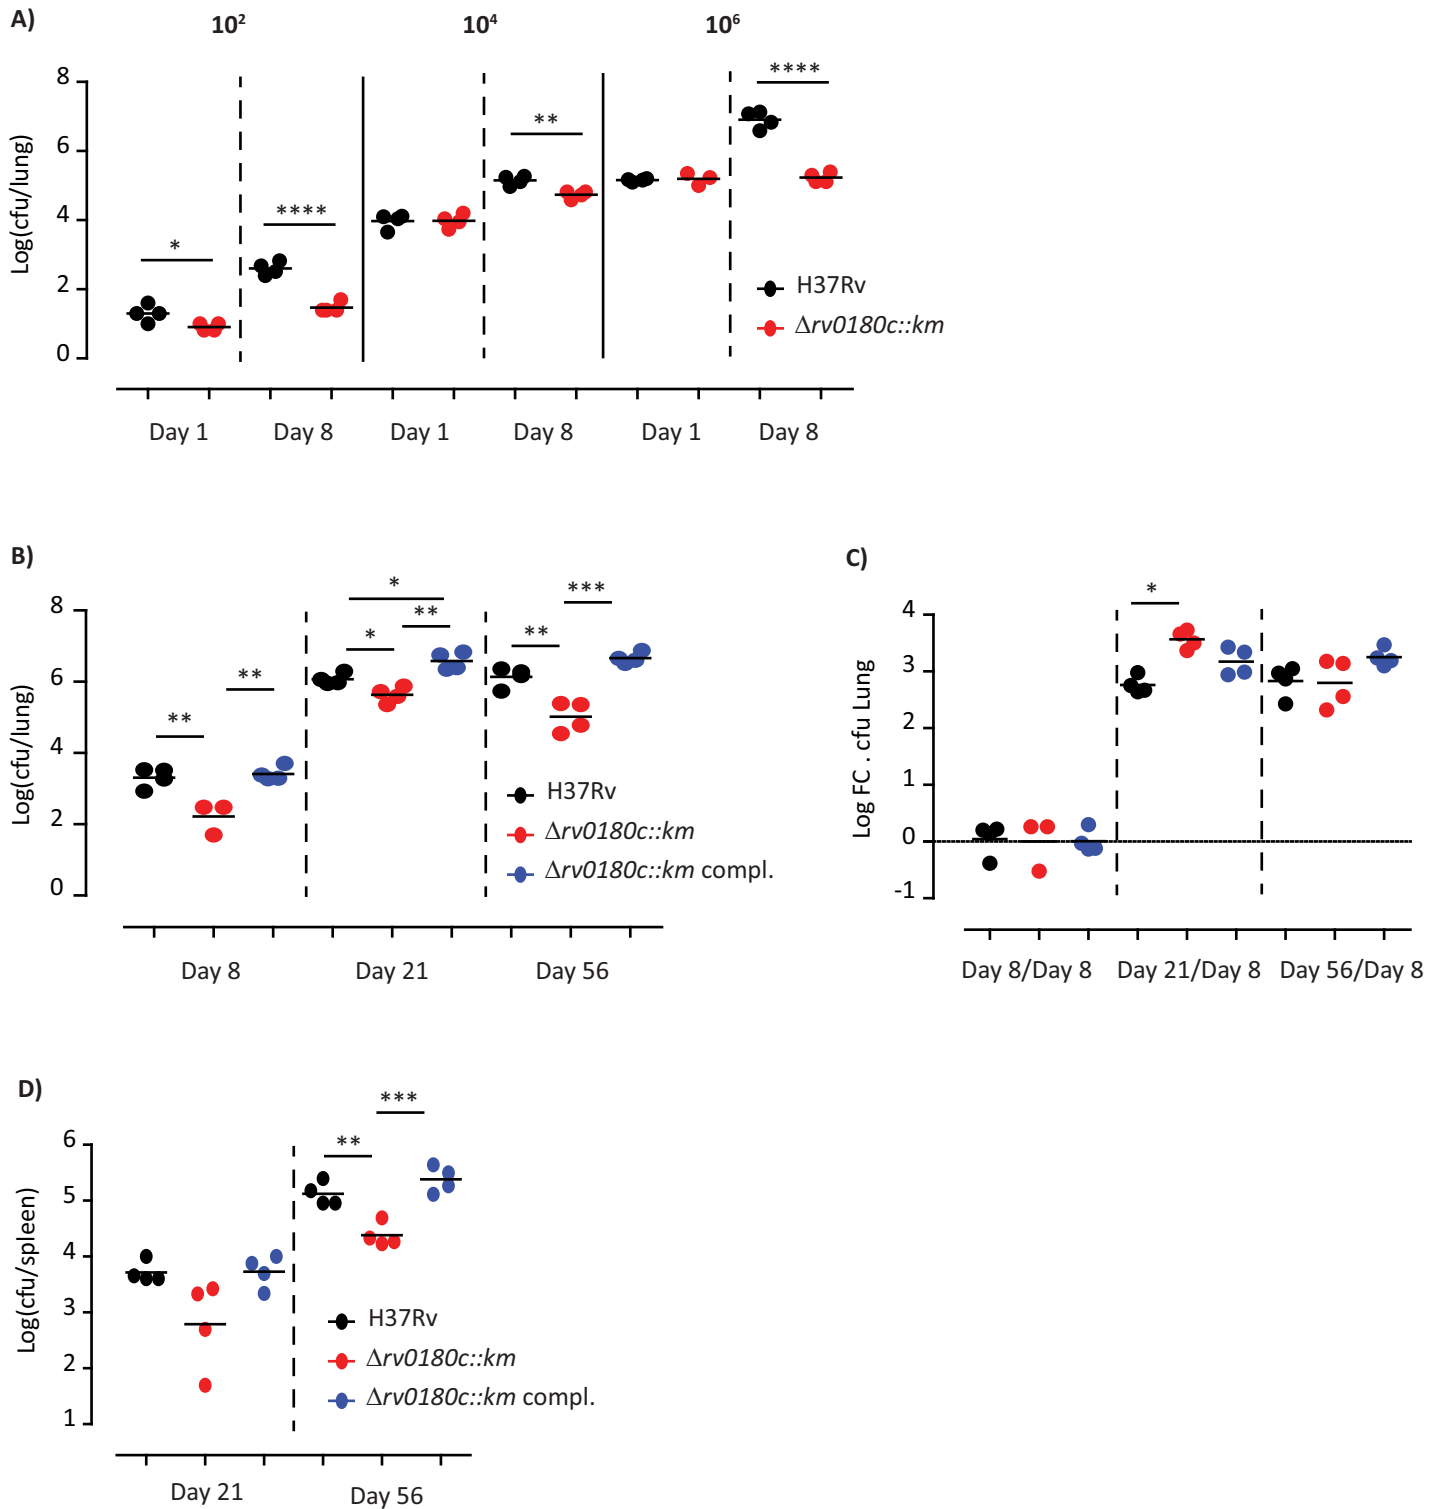 A)
10²
10⁴
10⁶
Log(cfu/lung)
8
6
4
2
0
*
****
**
****
H37Rv
Δrv0180c::km
Day 1
Day 8
Day 1
Day 8
Day 1
Day 8
B)
Log(cfu/lung)
8
6
4
2
0
**
**
*
*
**
**
***
H37Rv
Δrv0180c::km
Δrv0180c::km compl.
Day 8
Day 21
Day 56
C)
Log FC . cfu Lung
4
3
2
1
0
-1
*
Day 8/Day 8
Day 21/Day 8
Day 56/Day 8
D)
Log(cfu/spleen)
6
5
4
3
2
1
**
***
H37Rv
Δrv0180c::km
Δrv0180c::km compl.
Day 21
Day 56